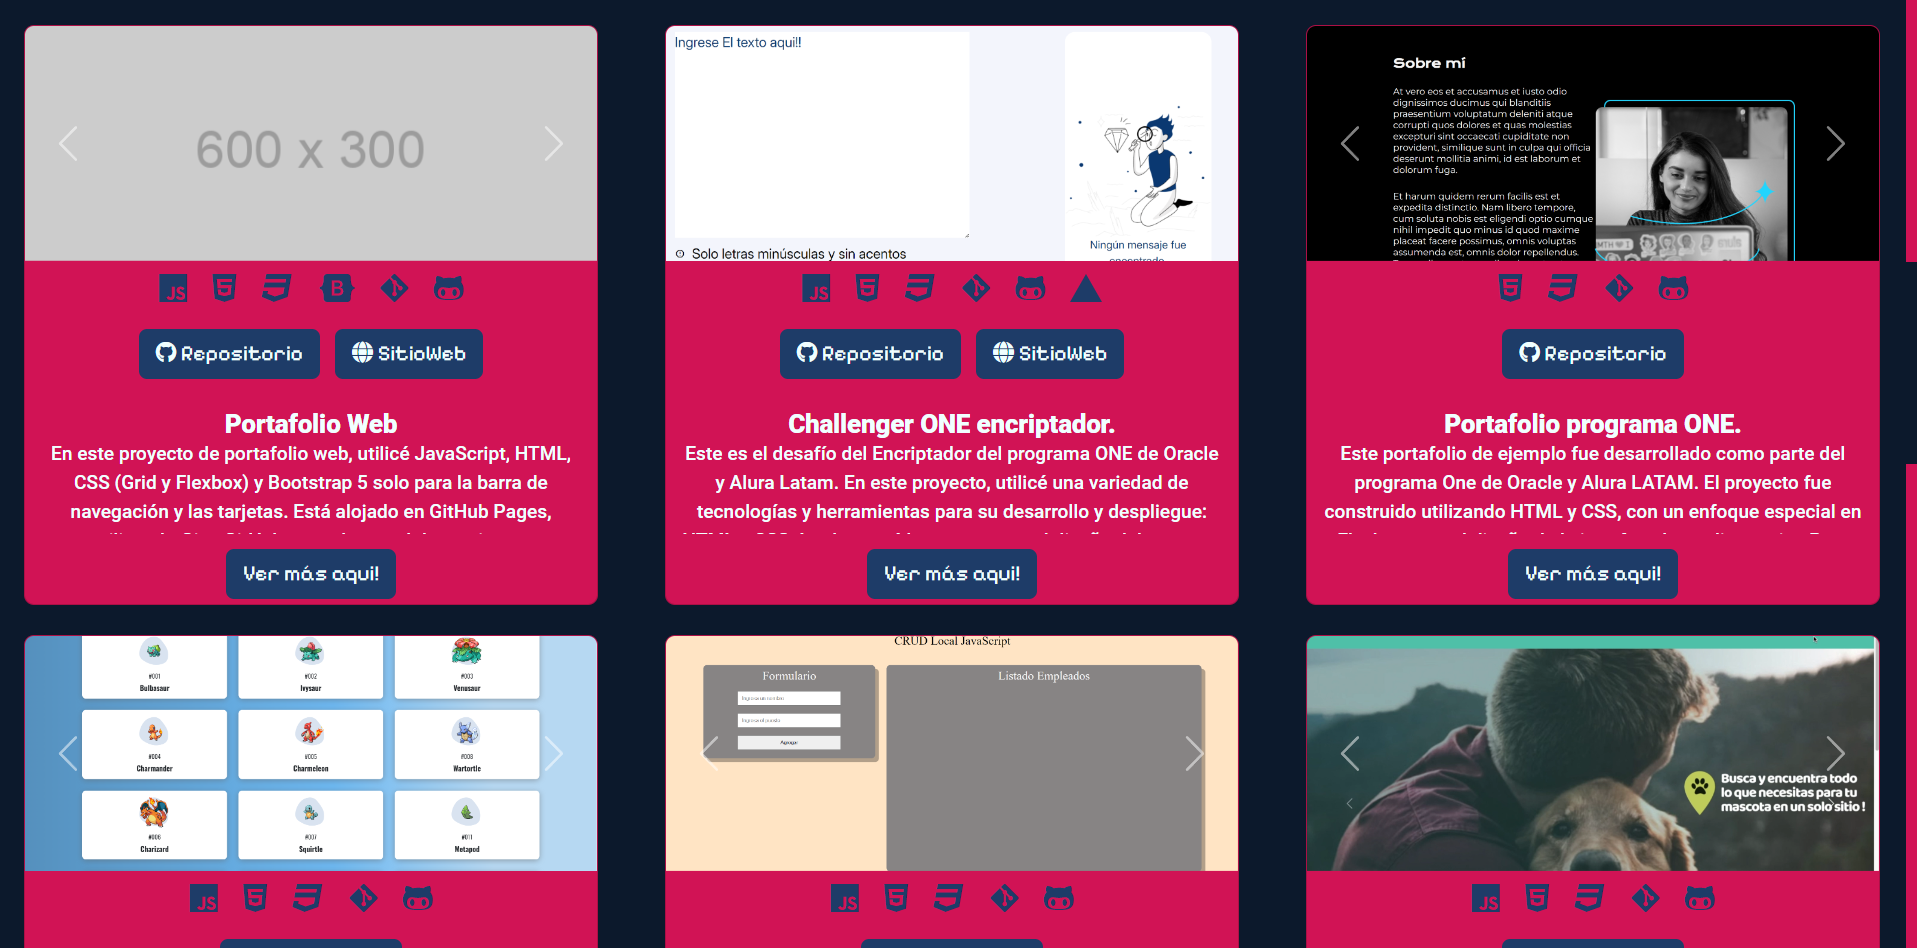 600 x 300
JS
B
Repositorio
SitioWeb
Portafolio Web
En este proyecto de portafolio web, utilicé JavaScript, HTML,
CSS (Grid y Flexbox) y Bootstrap 5 solo para la barra de
navegación y las tarjetas. Está alojado en GitHub Pages,
Ver más aqui!
Ingrese El texto aqui!!
Solo letras minúsculas y sin acentos
Ningún mensaje fue
encontrado
JS
Repositorio
SitioWeb
Challenger ONE encriptador.
Este es el desafío del Encriptador del programa ONE de Oracle
y Alura Latam. En este proyecto, utilicé una variedad de
tecnologías y herramientas para su desarrollo y despliegue:
Ver más aqui!
Sobre mí
At vero eos et accusamus et iusto odio
dignissimos ducimus qui blanditiis
praesentium voluptatum deleniti atque
corrupti quos dolores et quas molestias
excepturi sint occaecati cupiditate non
provident, similique sunt in culpa qui officia
deserunt mollitia animi, id est laborum et
dolorum fuga.
Et harum quidem rerum facilis est et
expedita distinctio. Nam libero tempore,
cum soluta nobis est eligendi optio cumque
nihil impedit quo minus id quod maxime
placeat facere possimus, omnis voluptas
assumenda est, omnis dolor repellendus.
Repositorio
Portafolio programa ONE.
Este portafolio de ejemplo fue desarrollado como parte del
programa One de Oracle y Alura LATAM. El proyecto fue
construido utilizando HTML y CSS, con un enfoque especial en
Ver más aqui!
#001
Bulbasaur
#002
Ivysaur
#003
Venusaur
#004
Charmander
#005
Charmeleon
#008
Wartortle
#006
Charizard
#007
Squirtle
#011
Metapod
JS
CRUD Local JavaScript
Formulario
Ingrese un nombre
Ingrese el puesto
Agregar
Listado Empleados
JS
Busca y encuentra todo
lo que necesitas para tu
mascota en un solo sitio !
JS